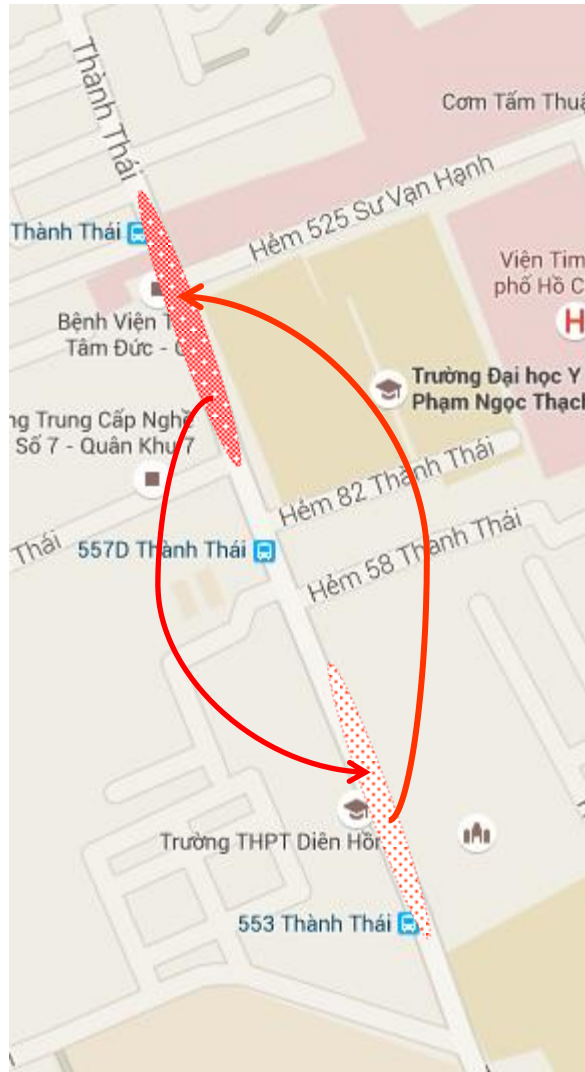 Thành Thái
Cơm Tấm
Hẻm 525 Sư Vạn Hạnh
Thành Thái
Viện Tim
phố Hồ C
H
Bệnh Viện T
Tâm Đức -
Trường Đại học Y
Phạm Ngọc Thạch
ng Trung Cấp Nghề
Số 7 - Quân Khu 7
Hẻm 82 Thành Thái
Thái
557D Thành Thái
Hẻm 58 Thành Thái
Trường THPT Diên Hồn
553 Thành Thái